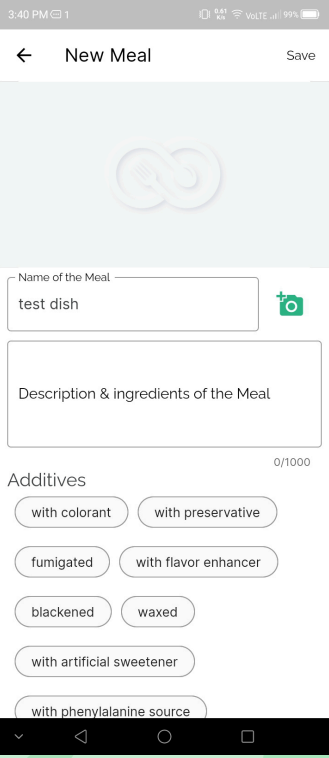 3:40 PM 1 0.61 K/s VoLTE 99%
New Meal Save
Name of the Meal
test dish
Description & ingredients of the Meal
0/1000
Additives
with colorant with preservative
fumigated with flavor enhancer
blackened waxed
with artificial sweetener
with phenylalanine source